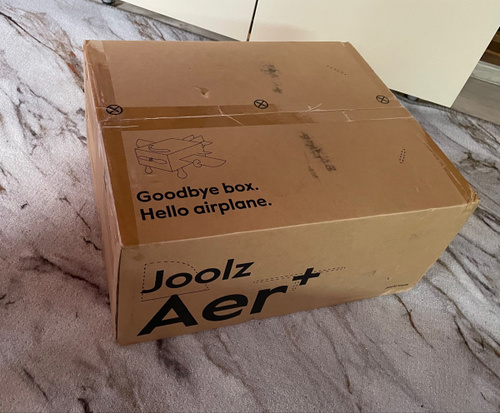 Goodbye box.
Hello airplane.
Joolz
Aer+